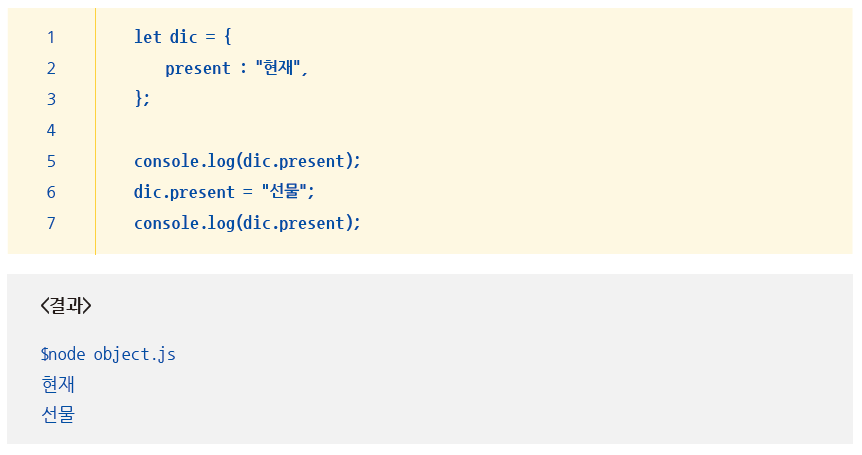 1 let dic = {
2 present : "현재",
3 };
4
5 console.log(dic.present);
6 dic.present = "선물";
7 console.log(dic.present);
<결과>
$node object.js
현재
선물